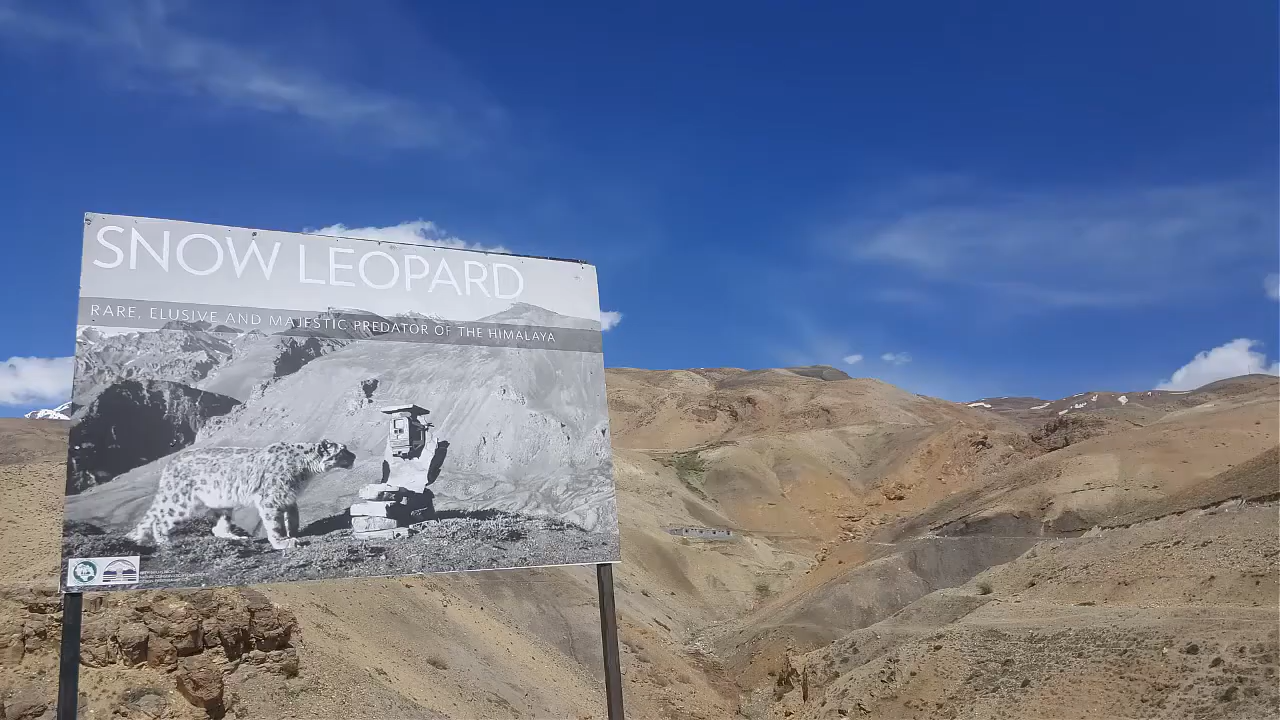 SNOW LEOPARD
RARE, ELUSIVE AND MAJESTIC PREDATOR OF THE HIMALAYA